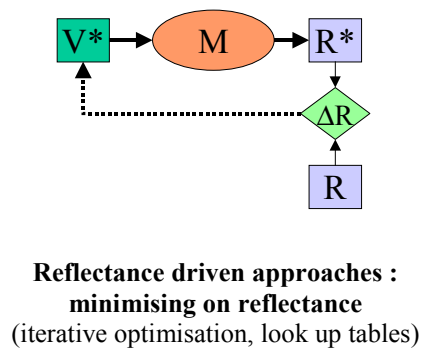 V* M R*
ΔR
R
Reflectance driven approaches :
minimising on reflectance
(iterative optimisation, look up tables)